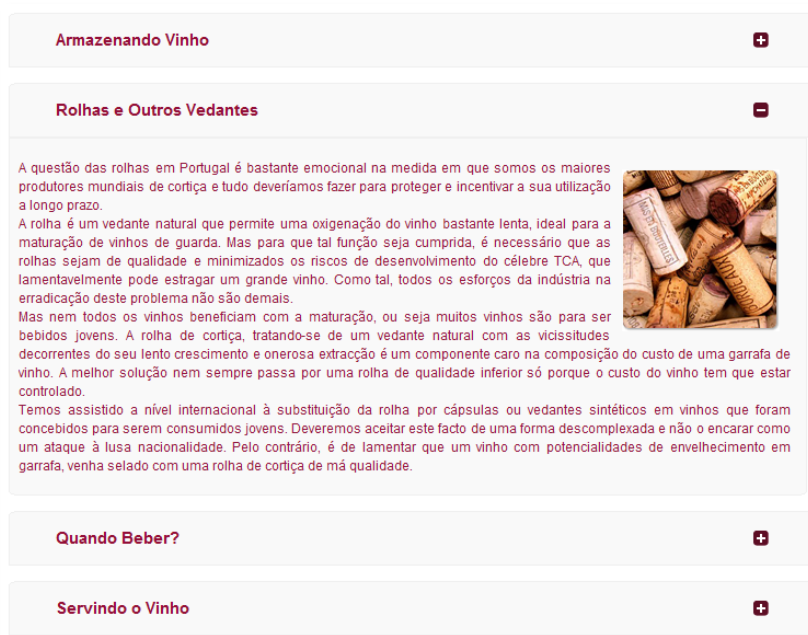 Armazenando Vinho
Rolhas e Outros Vedantes
A questão das rolhas em Portugal é bastante emocional na medida em que somos os maiores
produtores mundiais de cortiça e tudo deveríamos fazer para proteger e incentivar a sua utilização
a longo prazo.
A rolha é um vedante natural que permite uma oxigenação do vinho bastante lenta, ideal para a
maturação de vinhos de guarda. Mas para que tal função seja cumprida, é necessário que as
rolhas sejam de qualidade e minimizados os riscos de desenvolvimento do célebre TCA, que
lamentavelmente pode estragar um grande vinho. Como tal, todos os esforços da indústria na
erradicação deste problema não são demais.
Mas nem todos os vinhos beneficiam com a maturação, ou seja muitos vinhos são para ser
bebidos jovens. A rolha de cortiça, tratando-se de um vedante natural com as vicissitudes
decorrentes do seu lento crescimento e onerosa extracção é um componente caro na composição do custo de uma garrafa de
vinho. A melhor solução nem sempre passa por uma rolha de qualidade inferior só porque o custo do vinho tem que estar
controlado.
Temos assistido a nível internacional à substituição da rolha por cápsulas ou vedantes sintéticos em vinhos que foram
concebidos para serem consumidos jovens. Deveremos aceitar este facto de uma forma descomplexada e não o encarar como
um ataque à lusa nacionalidade. Pelo contrário, é de lamentar que um vinho com potencialidades de envelhecimento em
garrafa, venha selado com uma rolha de cortiça de má qualidade.
Quando Beber?
Servindo o Vinho